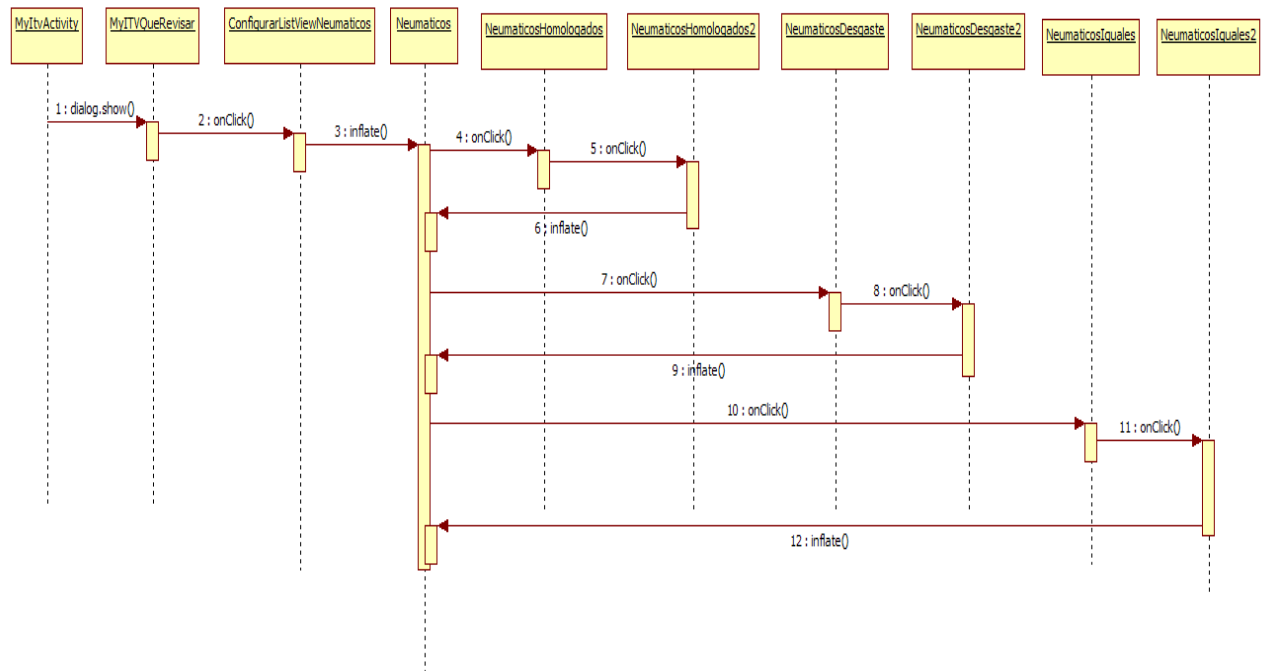 MyItvActivity
MyITVQueRevisar
ConfigurarListViewNeumaticos
Neumaticos
NeumaticosHomologados
NeumaticosHomologados2
NeumaticosDesgaste
NeumaticosDesgaste2
NeumaticosIguales
NeumaticosIguales2
1 : dialog.show()
2 : onClick()
3 : inflate()
4 : onClick()
5 : onClick()
6 : inflate()
7 : onClick()
8 : onClick()
9 : inflate()
10 : onClick()
11 : onClick()
12 : inflate()